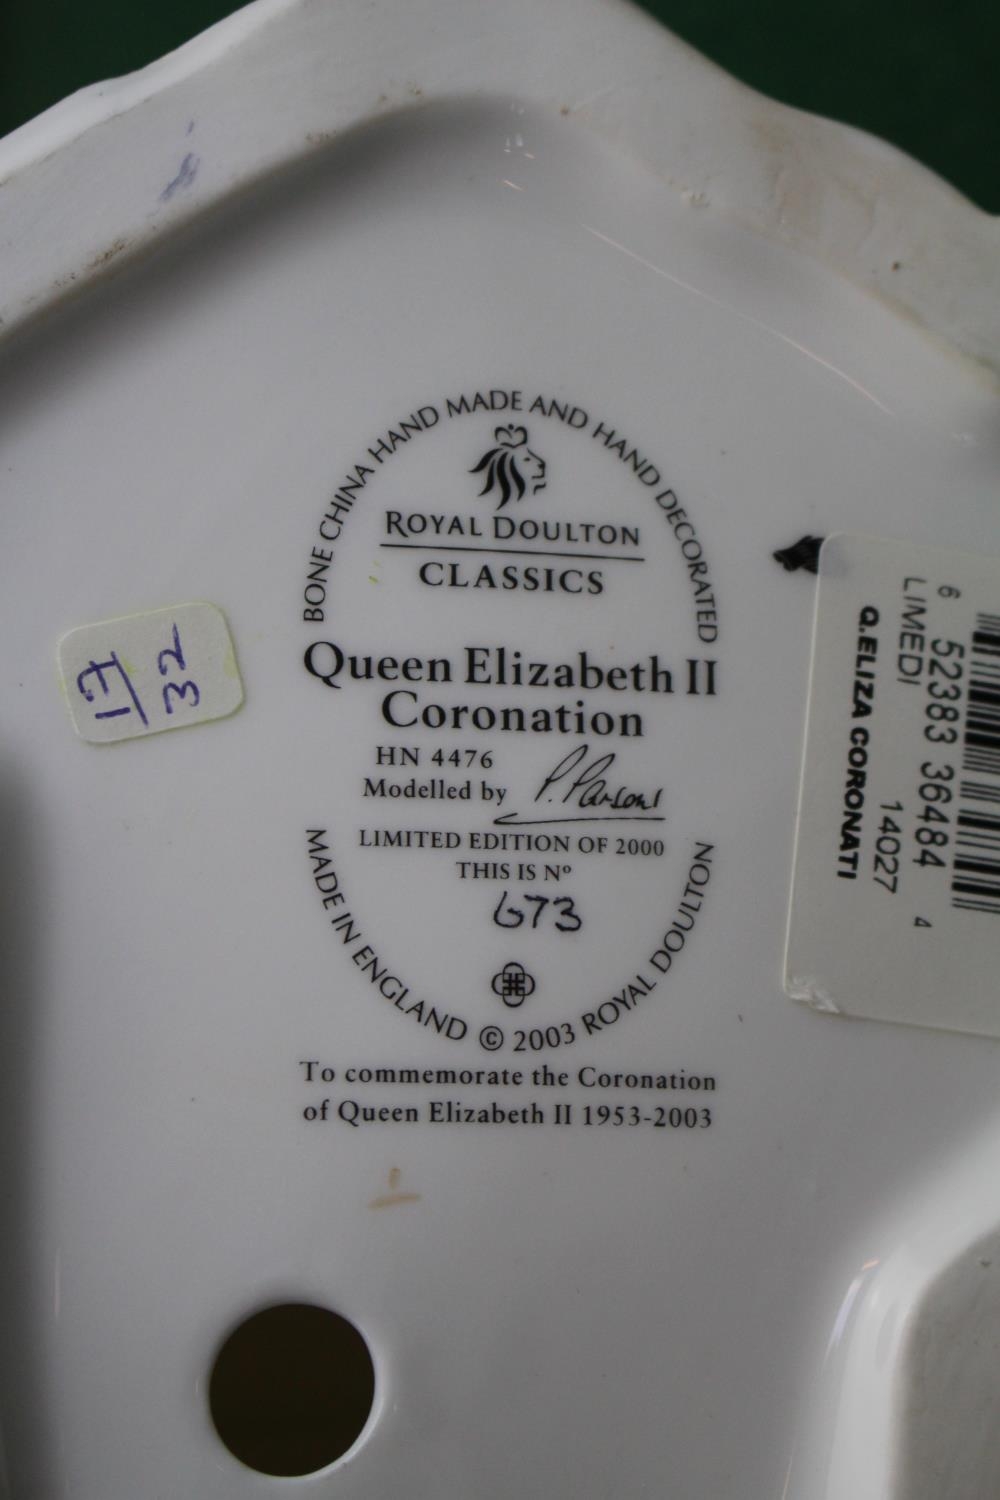 BONE CHINA HAND MADE AND HAND DECORATED
ROYAL DOULTON
CLASSICS
Queen Elizabeth II
Coronation
HN 4476
Modelled by P. Parsons
LIMITED EDITION OF 2000
THIS IS Nº
673
MADE IN ENGLAND © 2003 ROYAL DOULTON
To commemorate the Coronation
of Queen Elizabeth II 1953-2003
17/
32
6 52383 36484 4
LIMEDI 14027
Q.ELIZA CORONATI